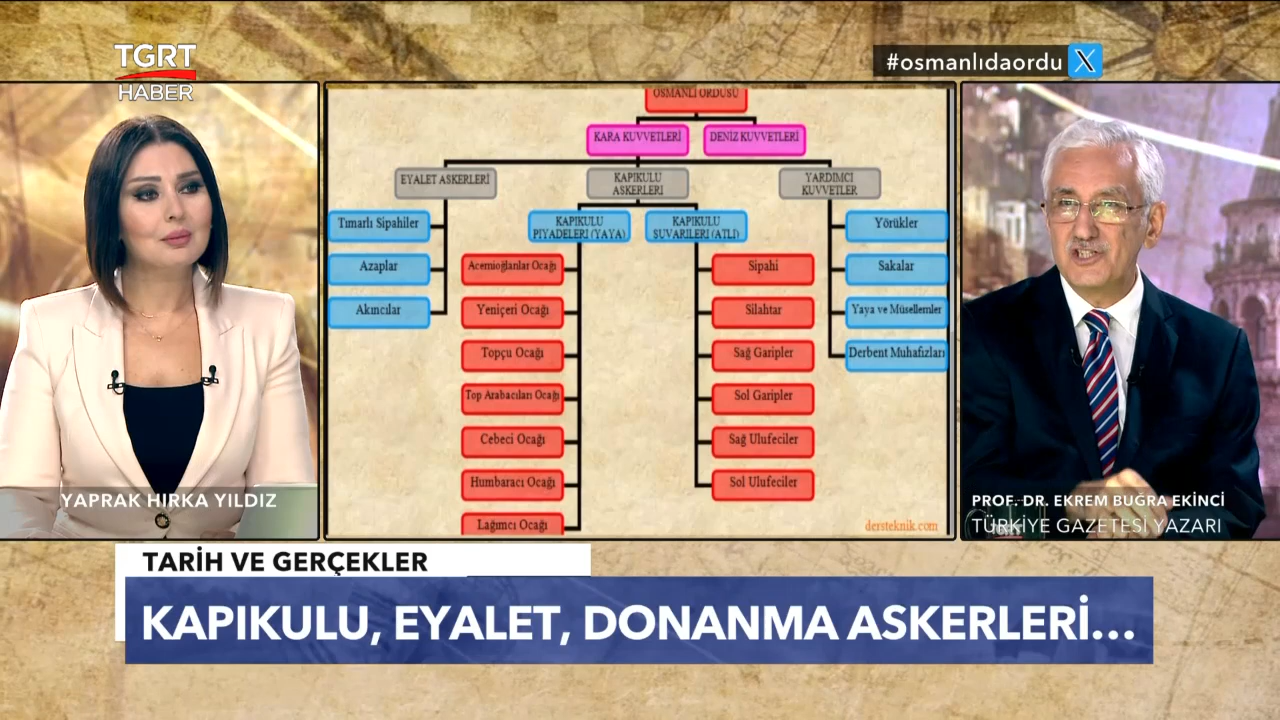 TGRT
HABER
#osmanlıdaordu
OSMANLI ORDUSU
KARA KUVVETLERİ
DENİZ KUVVETLERİ
EYALET ASKERLERİ
KAPIKULU
ASKERLERİ
YARDIMCI
KUVVETLER
Tımarlı Sipahiler
Azaplar
Akıncılar
KAPIKULU
PİYADELERİ (YAYA)
KAPIKULU
SUVARİLERİ (ATLI)
Acemioğlanlar Ocağı
Yeniçeri Ocağı
Topçu Ocağı
Top Arabacıları Ocağı
Cebeci Ocağı
Humbaracı Ocağı
Lağımcı Ocağı
Sipahi
Silahtar
Sağ Garipler
Sol Garipler
Sağ Ulufeciler
Sol Ulufeciler
Yörükler
Sakalar
Yaya ve Müsellemler
Derbent Muhafızları
dersteknik.com
YAPRAK HIRKA YILDIZ
PROF. DR. EKREM BUĞRA EKİNCİ
TÜRKİYE GAZETESİ YAZARI
TARİH VE GERÇEKLER
KAPIKULU, EYALET, DONANMA ASKERLERİ...